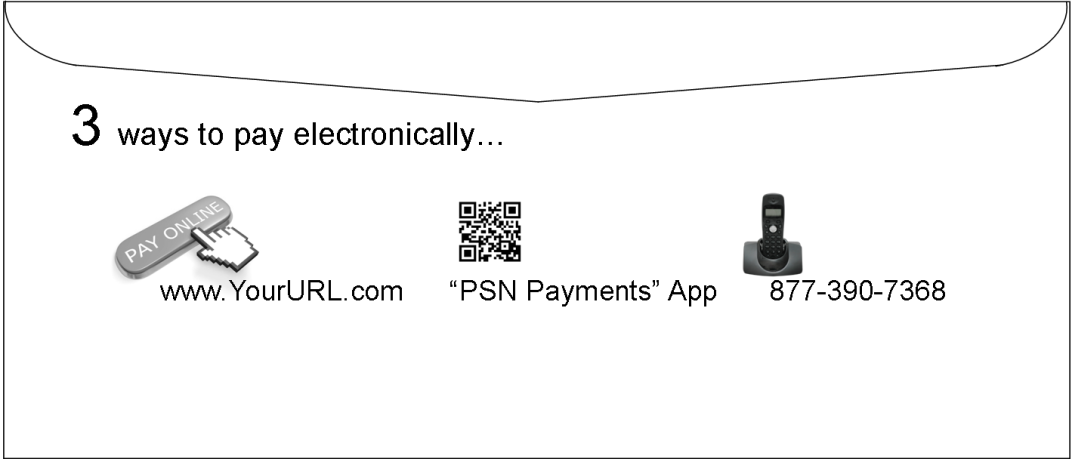 3 ways to pay electronically…
PAY ONLINE
www.YourURL.com
“PSN Payments” App
877-390-7368